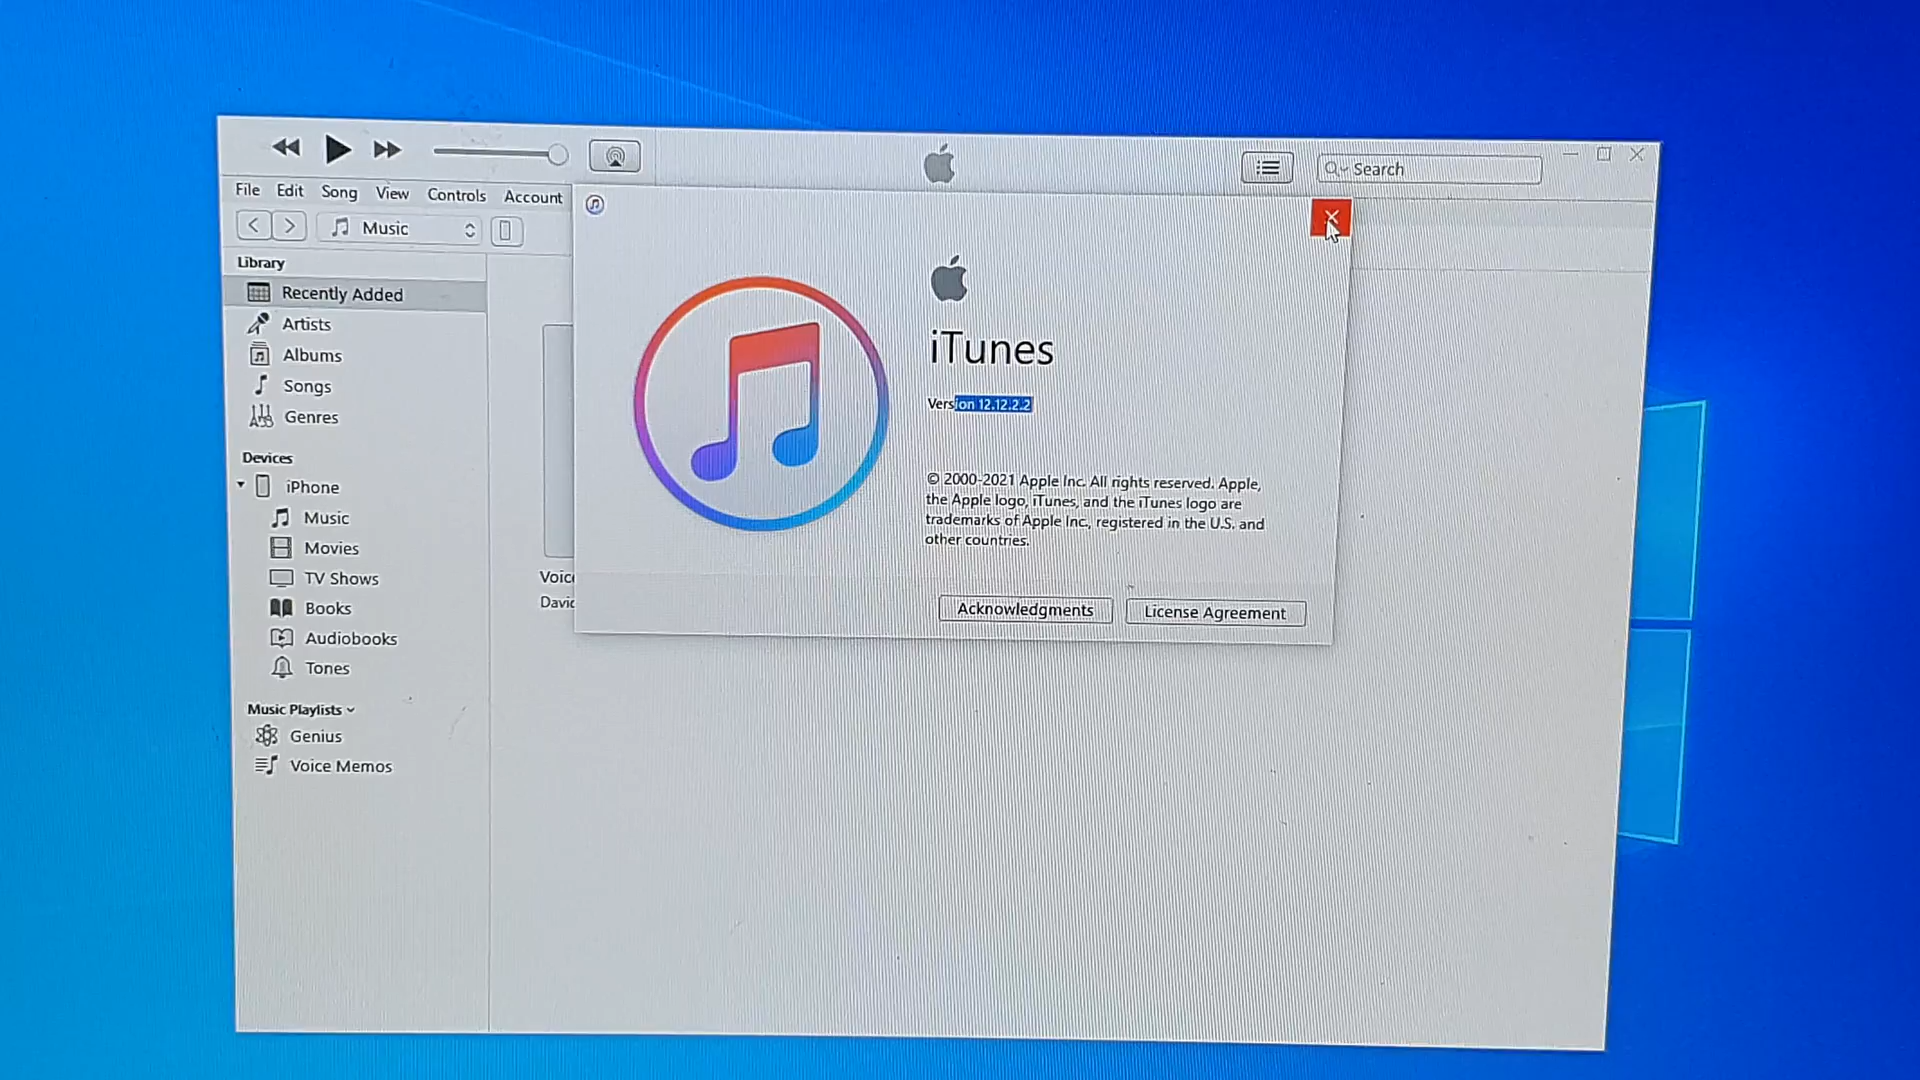 Search
File Edit Song View Controls Account
Music
Library
Recently Added
Artists
Albums
Songs
Genres
Devices
iPhone
Music
Movies
TV Shows
Books
Audiobooks
Tones
Music Playlists
Genius
Voice Memos
iTunes
Version 12.12.2.2
© 2000-2021 Apple Inc. All rights reserved. Apple,
the Apple logo, iTunes, and the iTunes logo are
trademarks of Apple Inc., registered in the U.S. and
other countries.
Acknowledgments License Agreement
Voic
Davi